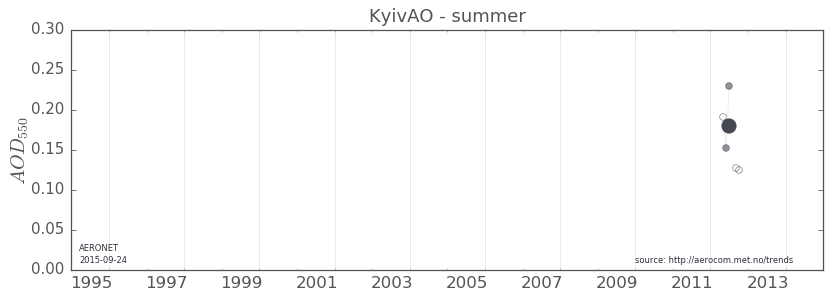 KyivAO - summer
0.30
0.25
0.20
0.15
0.10
0.05
0.00
AOD550
AERONET
2015-09-24
source: http://aerocom.met.no/trends
1995 1997 1999 2001 2003 2005 2007 2009 2011 2013